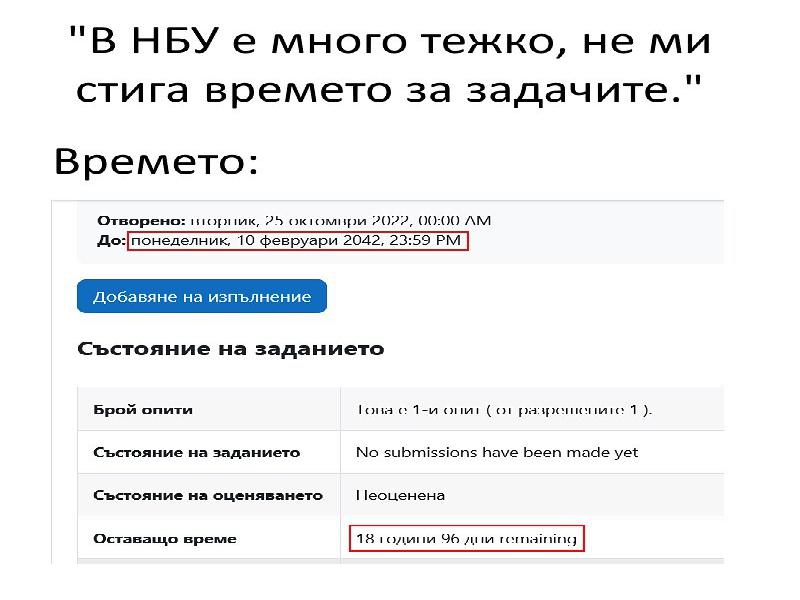 "В НБУ е много тежко, не ми
стига времето за задачите."
Времето:
Отворено: вторник, 25 октомври 2022, 00:00 AM
До: понеделник, 10 февруари 2042, 23:59 PM
Добавяне на изпълнение
Състояние на заданието
Брой опити Това е 1-и опит ( от разрешените 1 ).
Състояние на заданието No submissions have been made yet
Състояние на оценяването Неоценена
Оставащо време 18 години 96 дни remaining